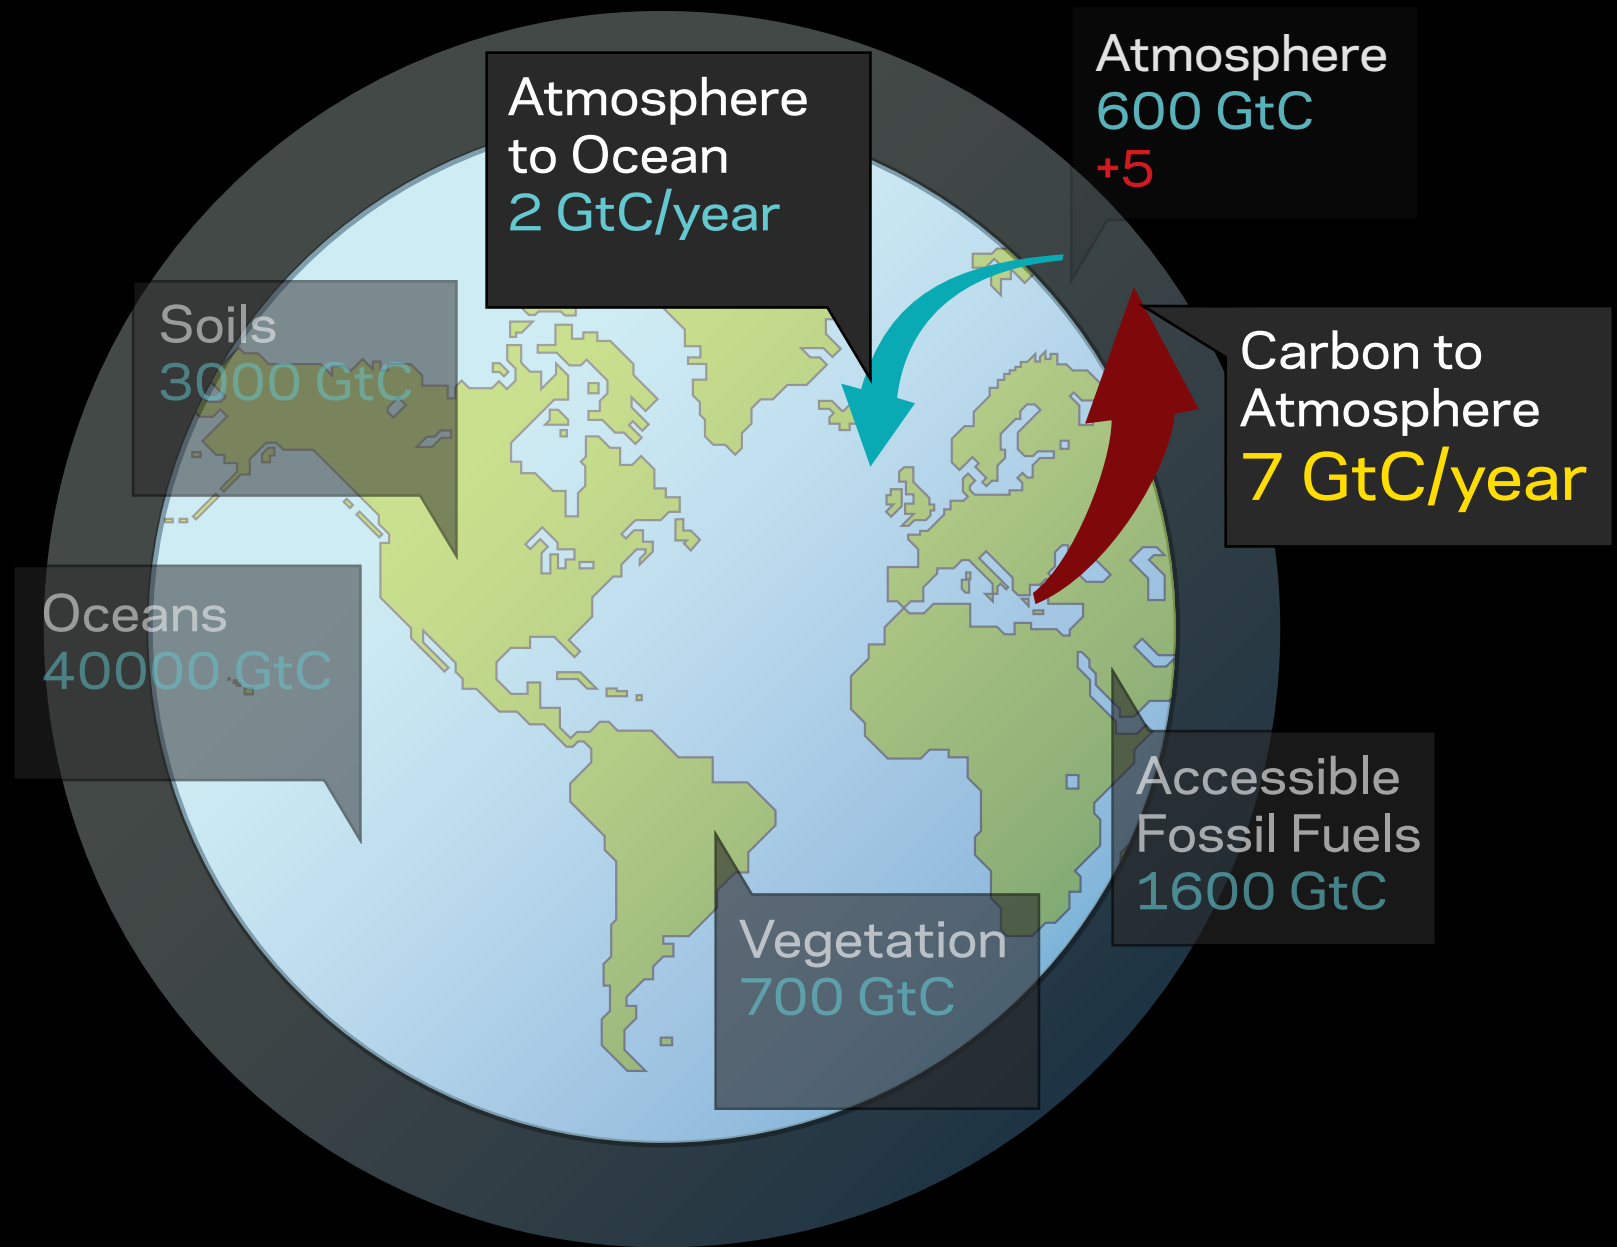 Atmosphere
to Ocean
2 GtC/year
Atmosphere
600 GtC
+5
Soils
3000 GtC
Carbon to
Atmosphere
7 GtC/year
Oceans
40000 GtC
Accessible
Fossil Fuels
1600 GtC
Vegetation
700 GtC